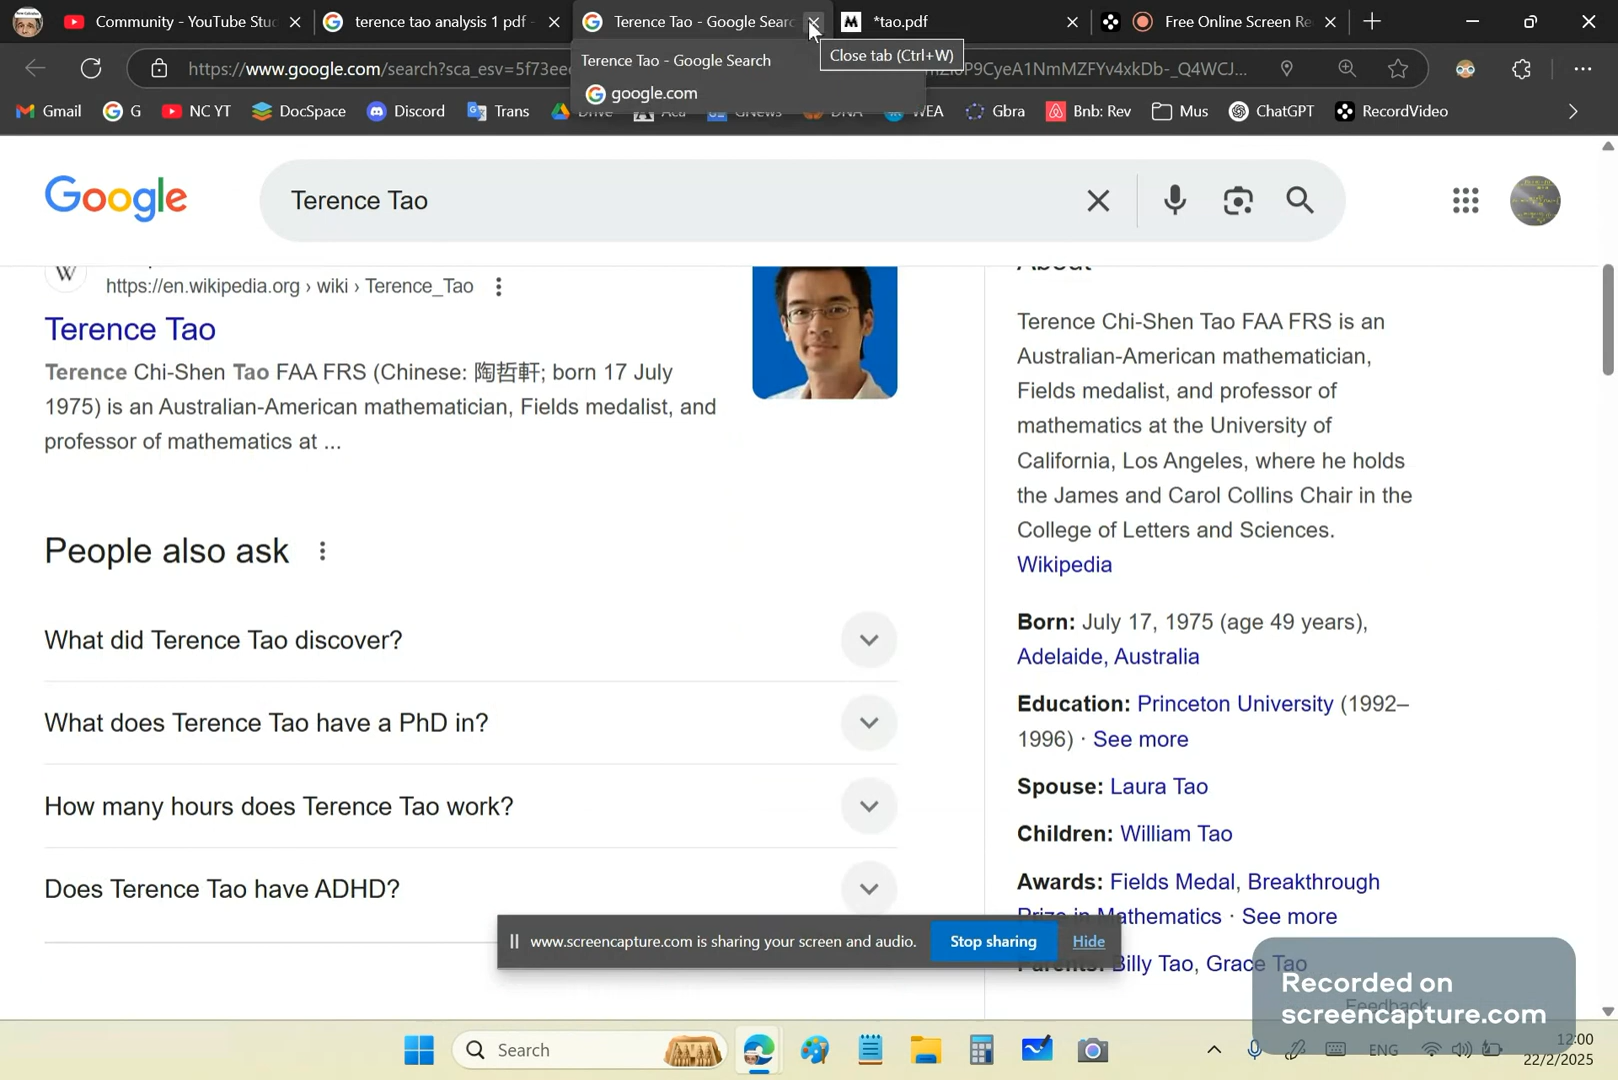 Community - YouTube Stu
terence tao analysis 1 pdf -
Terence Tao - Google Searc
*tao.pdf
Free Online Screen Re
Terence Tao - Google Search
google.com
Close tab (Ctrl+W)
https://www.google.com/search?sca_esv=5f73ee
P9CyeA1NmMZFYv4xkDb-_Q4WCJ...
Gmail
G
NC YT
DocSpace
Discord
Trans
Gbra
Bnb: Rev
Mus
ChatGPT
RecordVideo
Google
Terence Tao
https://en.wikipedia.org › wiki › Terence_Tao
Terence Tao
Terence Chi-Shen Tao FAA FRS (Chinese: 陶哲軒; born 17 July
1975) is an Australian-American mathematician, Fields medalist, and
professor of mathematics at ...
People also ask
What did Terence Tao discover?
What does Terence Tao have a PhD in?
How many hours does Terence Tao work?
Does Terence Tao have ADHD?
About
Terence Chi-Shen Tao FAA FRS is an
Australian-American mathematician,
Fields medalist, and professor of
mathematics at the University of
California, Los Angeles, where he holds
the James and Carol Collins Chair in the
College of Letters and Sciences.
Wikipedia
Born: July 17, 1975 (age 49 years),
Adelaide, Australia
Education: Princeton University (1992–
1996) · See more
Spouse: Laura Tao
Children: William Tao
Awards: Fields Medal, Breakthrough
Prize in Mathematics · See more
Parents: Billy Tao, Grace Tao
Feedback
www.screencapture.com is sharing your screen and audio.
Stop sharing
Hide
Recorded on
screencapture.com
Search
ENG
12:00
22/2/2025